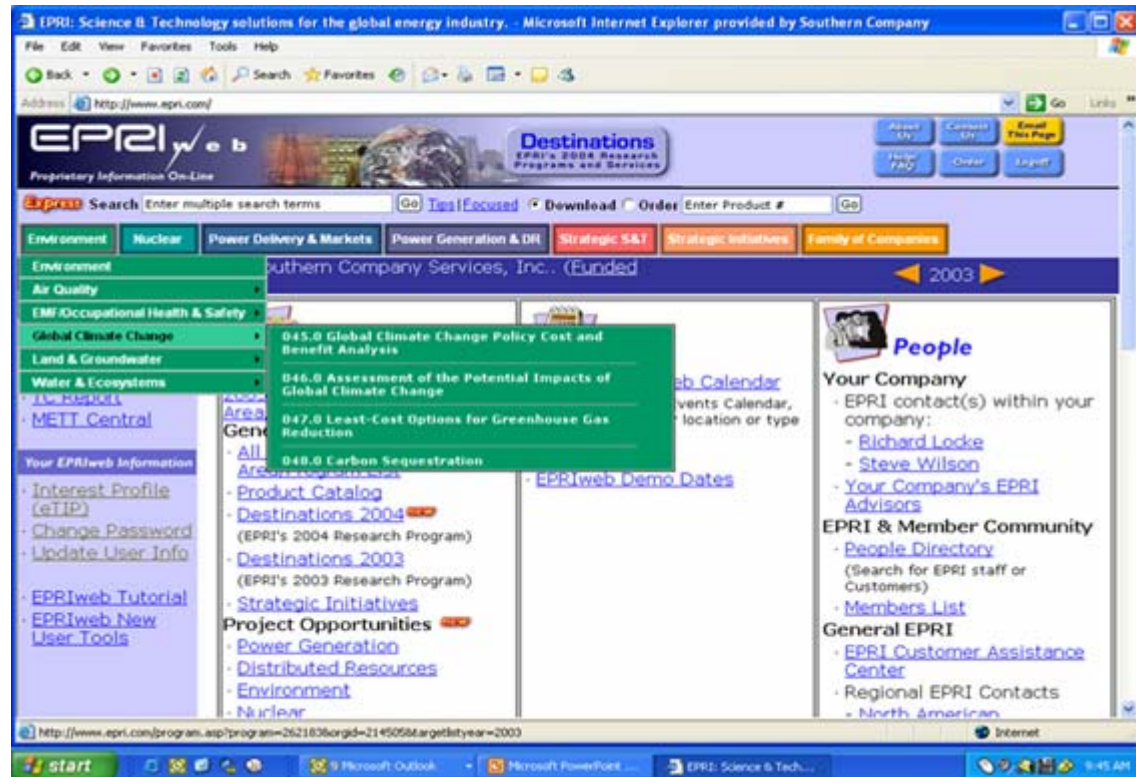 EPRI: Science & Technology solutions for the global energy industry. - Microsoft Internet Explorer provided by Southern Company
File Edit View Favorites Tools Help
Back Search Favorites
Address http://www.epri.com/ Go Links
EPRIweb
Proprietary Information On-Line
Destinations
EPRI's 2004 Research
Programs and Services
About Us Contact Us Email This Page
Help/FAQ Order Logoff
Express Search Enter multiple search terms Go Tips | Focused Download Order Enter Product # Go
Environment Nuclear Power Delivery & Markets Power Generation & DR Strategic S&T Strategic Initiatives Family of Companies
uthern Company Services, Inc.. (Funded
2003
Environment
Air Quality
EMF/Occupational Health & Safety
Global Climate Change
Land & Groundwater
Water & Ecosystems
045.0 Global Climate Change Policy Cost and
Benefit Analysis
046.0 Assessment of the Potential Impacts of
Global Climate Change
047.0 Least-Cost Options for Greenhouse Gas
Reduction
048.0 Carbon Sequestration
· TC Report
· METT Central
Your EPRIweb Information
· Interest Profile
(eTIP)
· Change Password
· Update User Info
· EPRIweb Tutorial
· EPRIweb New
User Tools
Area
Gene
· All
Area/Program List
· Product Catalog
· Destinations 2004
(EPRI's 2004 Research Program)
· Destinations 2003
(EPRI's 2003 Research Program)
· Strategic Initiatives
Project Opportunities
· Power Generation
· Distributed Resources
· Environment
· Nuclear
eb Calendar
vents Calendar,
location or type
· EPRIweb Demo Dates
People
Your Company
· EPRI contact(s) within your
company:
- Richard Locke
- Steve Wilson
· Your Company's EPRI
Advisors
EPRI & Member Community
· People Directory
(Search for EPRI staff or
Customers)
· Members List
General EPRI
· EPRI Customer Assistance
Center
· Regional EPRI Contacts
- North American
http://www.epri.com/program.asp?program=262183&orgid=2145058&targetlistyear=2003 Internet
start 9 Microsoft Outlook Microsoft PowerPoint ... EPRI: Science & Tech... 9:45 AM